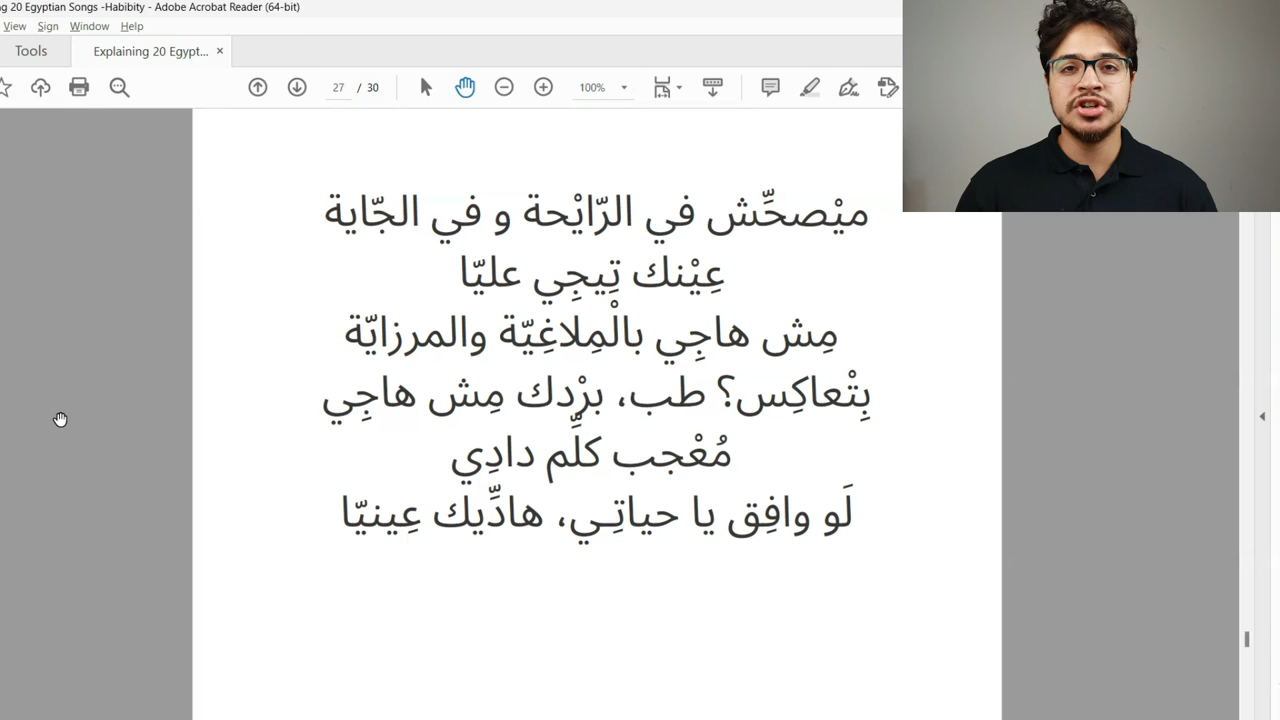 ng 20 Egyptian Songs -Habibity - Adobe Acrobat Reader (64-bit)
View Sign Window Help
Tools Explaining 20 Egypt... ×
27 / 30 100%
ميْصحِّش في الرّايْحة و في الجّاية
عِيْنك تِيجِي عليّا
مِش هاجِي بالْمِلاغِيّة والمرزايّة
بِتْعاكِس؟ طب، برْدك مِش هاجِي
مُعْجب كلِّم دادِي
لَو وافِق يا حياتِـي، هادِّيك عِينيّا